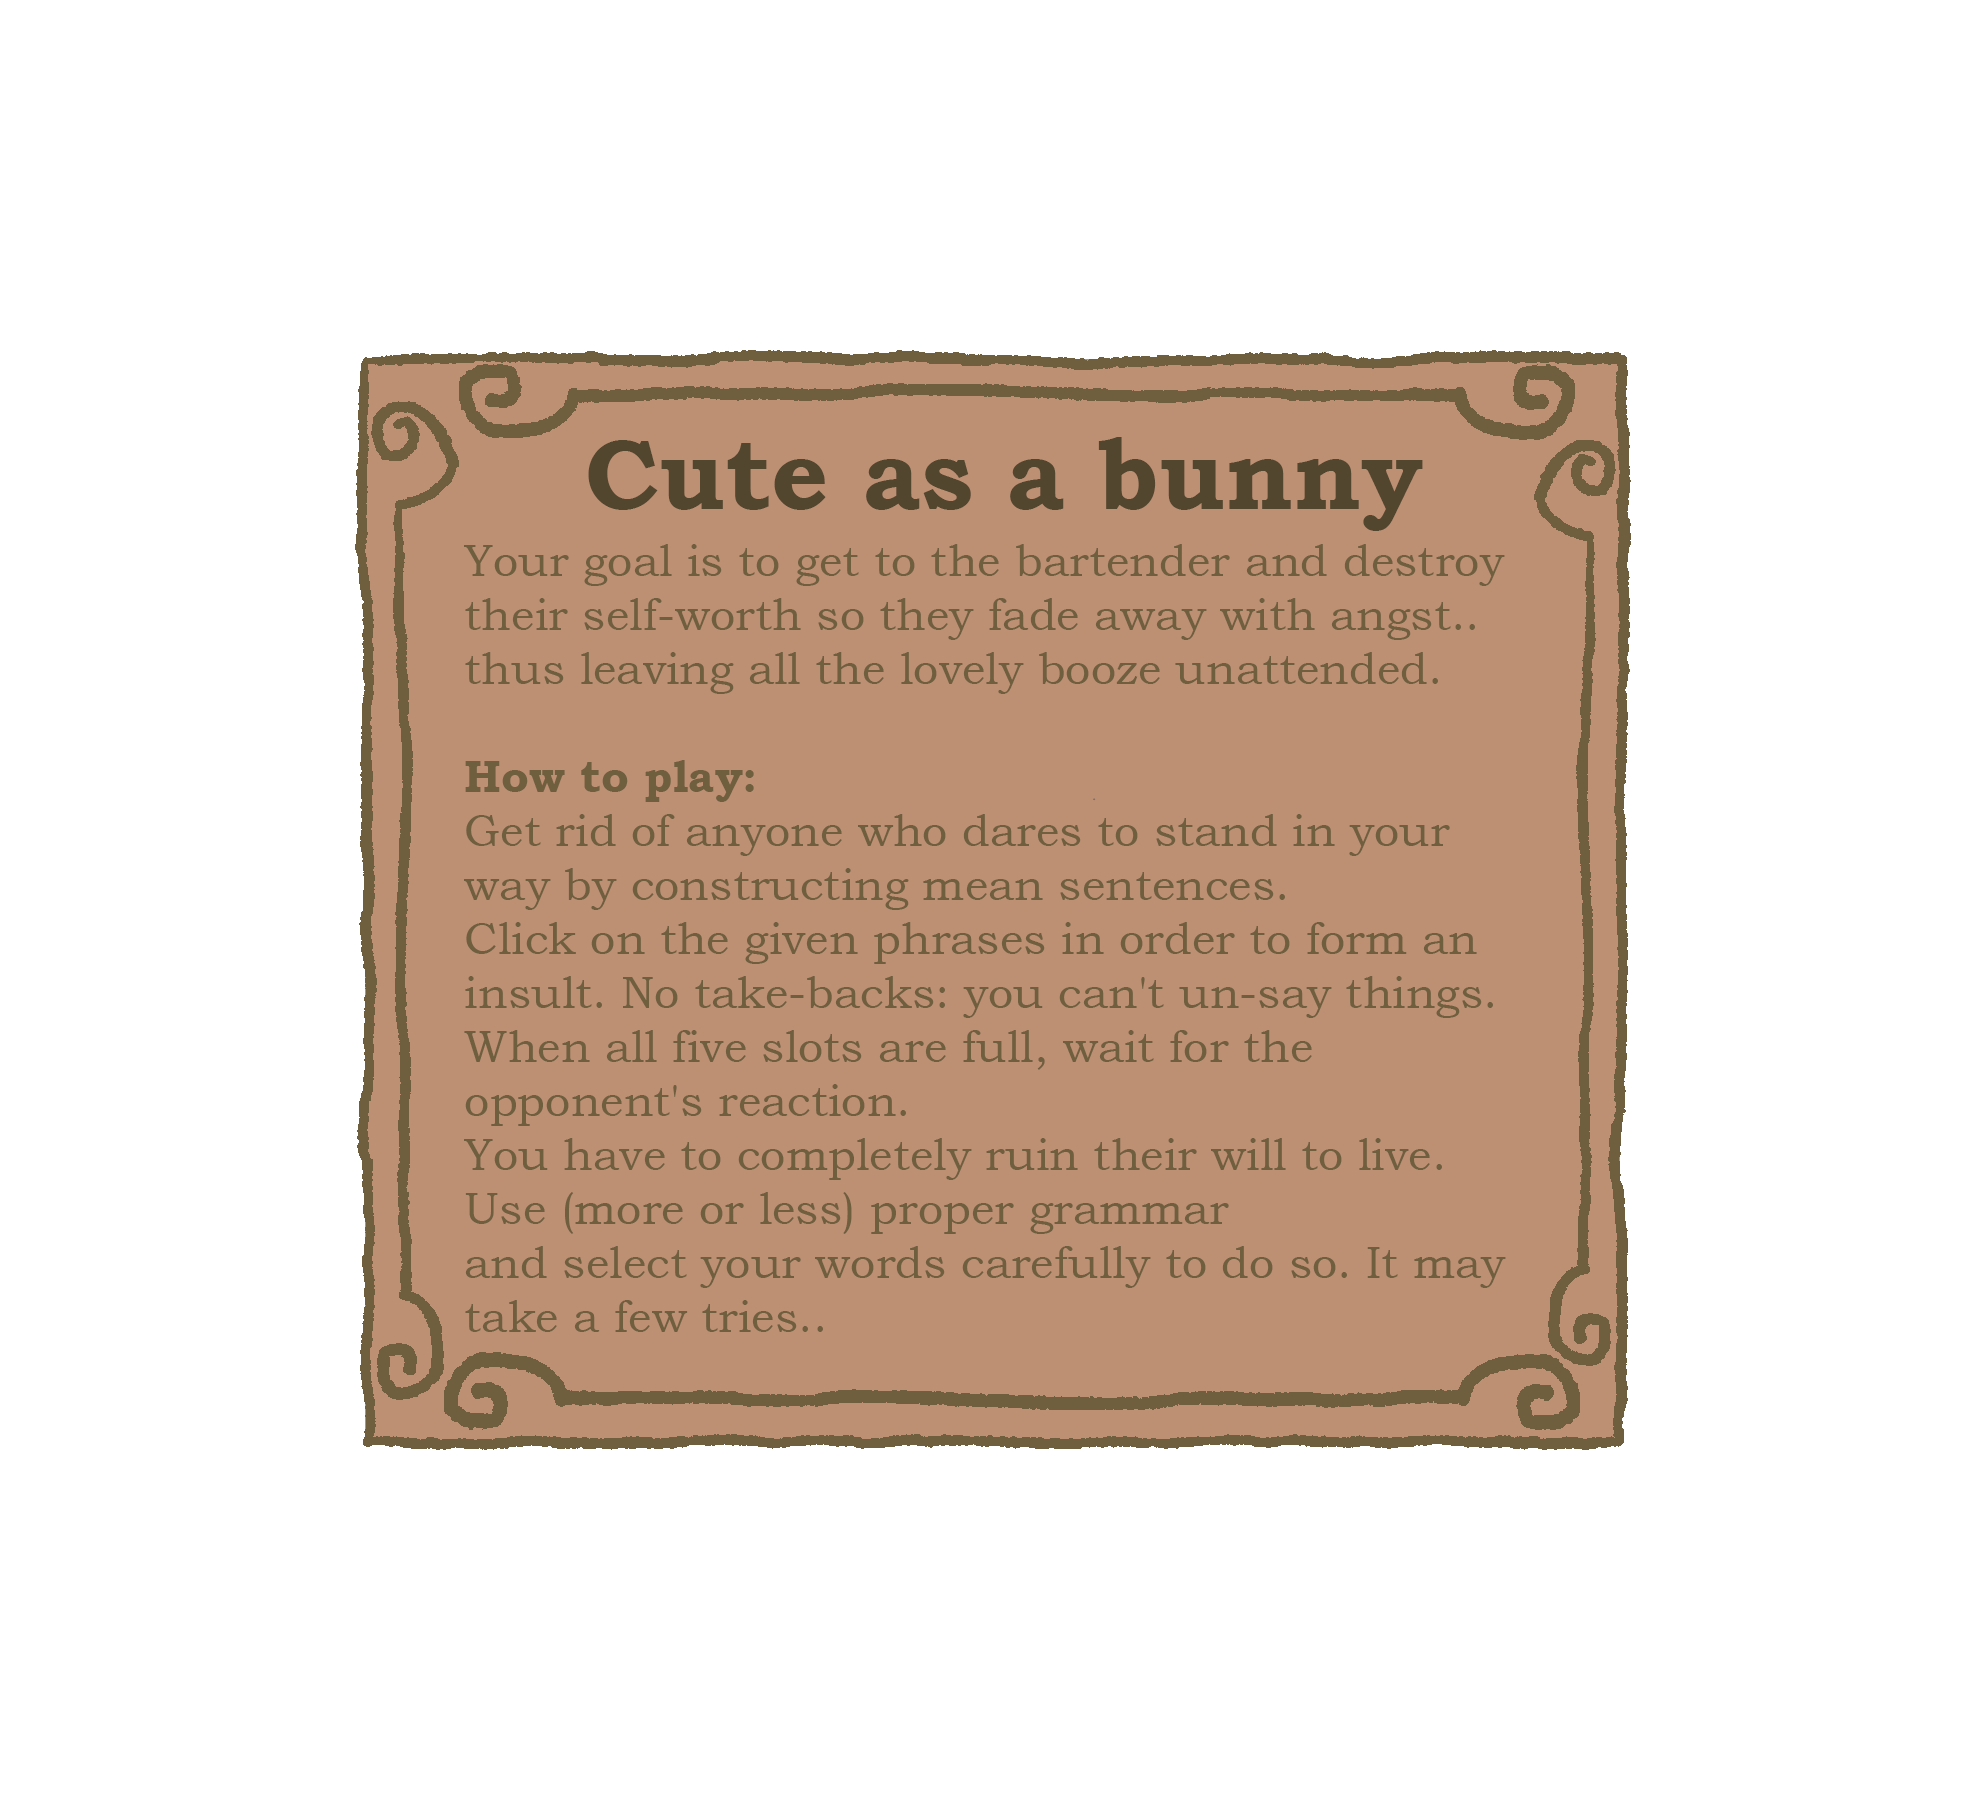 Cute as a bunny
Your goal is to get to the bartender and destroy
their self-worth so they fade away with angst..
thus leaving all the lovely booze unattended.
How to play:
Get rid of anyone who dares to stand in your
way by constructing mean sentences.
Click on the given phrases in order to form an
insult. No take-backs: you can't un-say things.
When all five slots are full, wait for the
opponent's reaction.
You have to completely ruin their will to live.
Use (more or less) proper grammar
and select your words carefully to do so. It may
take a few tries..